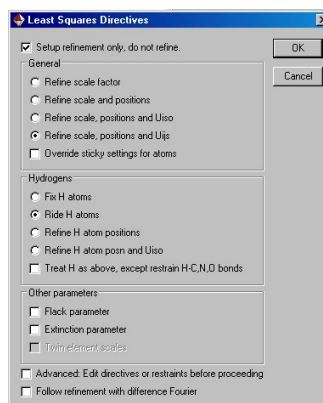 Least Squares Directives
Setup refinement only, do not refine.
OK
Cancel
General
Refine scale factor
Refine scale and positions
Refine scale, positions and Uiso
Refine scale, positions and Uijs
Override sticky settings for atoms
Hydrogens
Fix H atoms
Ride H atoms
Refine H atom positions
Refine H atom posn and Uiso
Treat H as above, except restrain H-C,N,O bonds
Other parameters
Flack parameter
Extinction parameter
Twin element scales
Advanced: Edit directives or restraints before proceeding
Follow refinement with difference Fourier